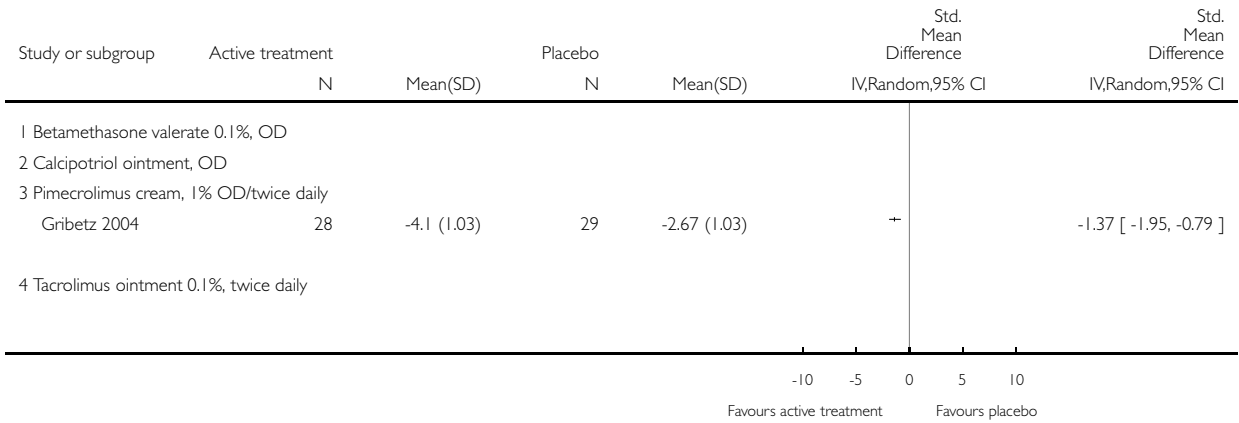 Std.
Mean
Difference
Std.
Mean
Difference
Study or subgroup Active treatment Placebo
N Mean(SD) N Mean(SD) IV,Random,95% CI IV,Random,95% CI
1 Betamethasone valerate 0.1%, OD
2 Calcipotriol ointment, OD
3 Pimecrolimus cream, 1% OD/twice daily
Gribetz 2004 28 -4.1 (1.03) 29 -2.67 (1.03) -1.37 [ -1.95, -0.79 ]
4 Tacrolimus ointment 0.1%, twice daily
-10 -5 0 5 10
Favours active treatment Favours placebo